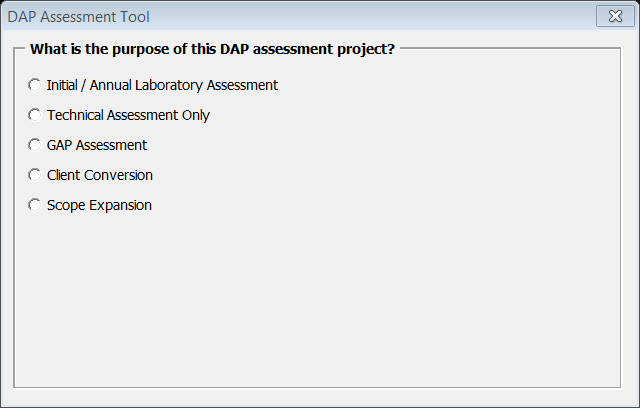 DAP Assessment Tool
What is the purpose of this DAP assessment project?
Initial / Annual Laboratory Assessment
Technical Assessment Only
GAP Assessment
Client Conversion
Scope Expansion